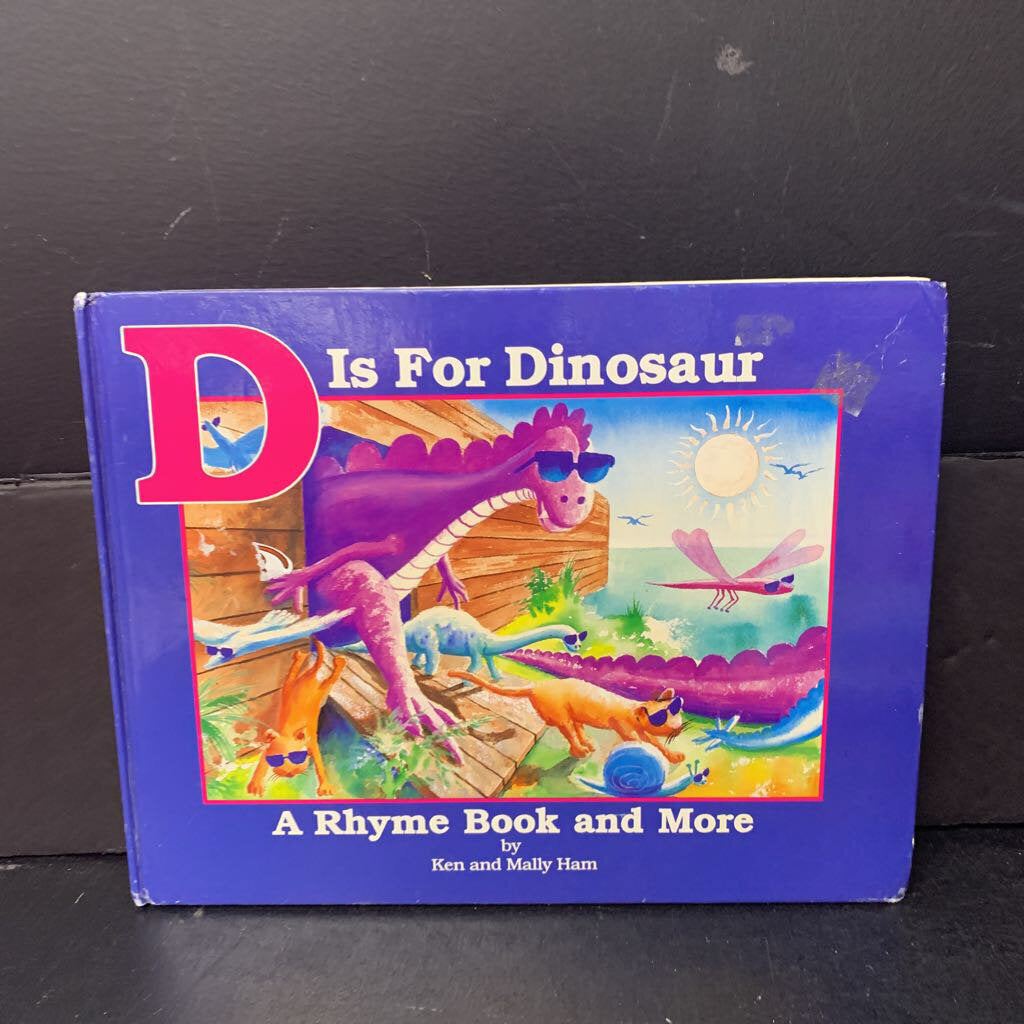 D Is For Dinosaur
A Rhyme Book and More
by
Ken and Mally Ham